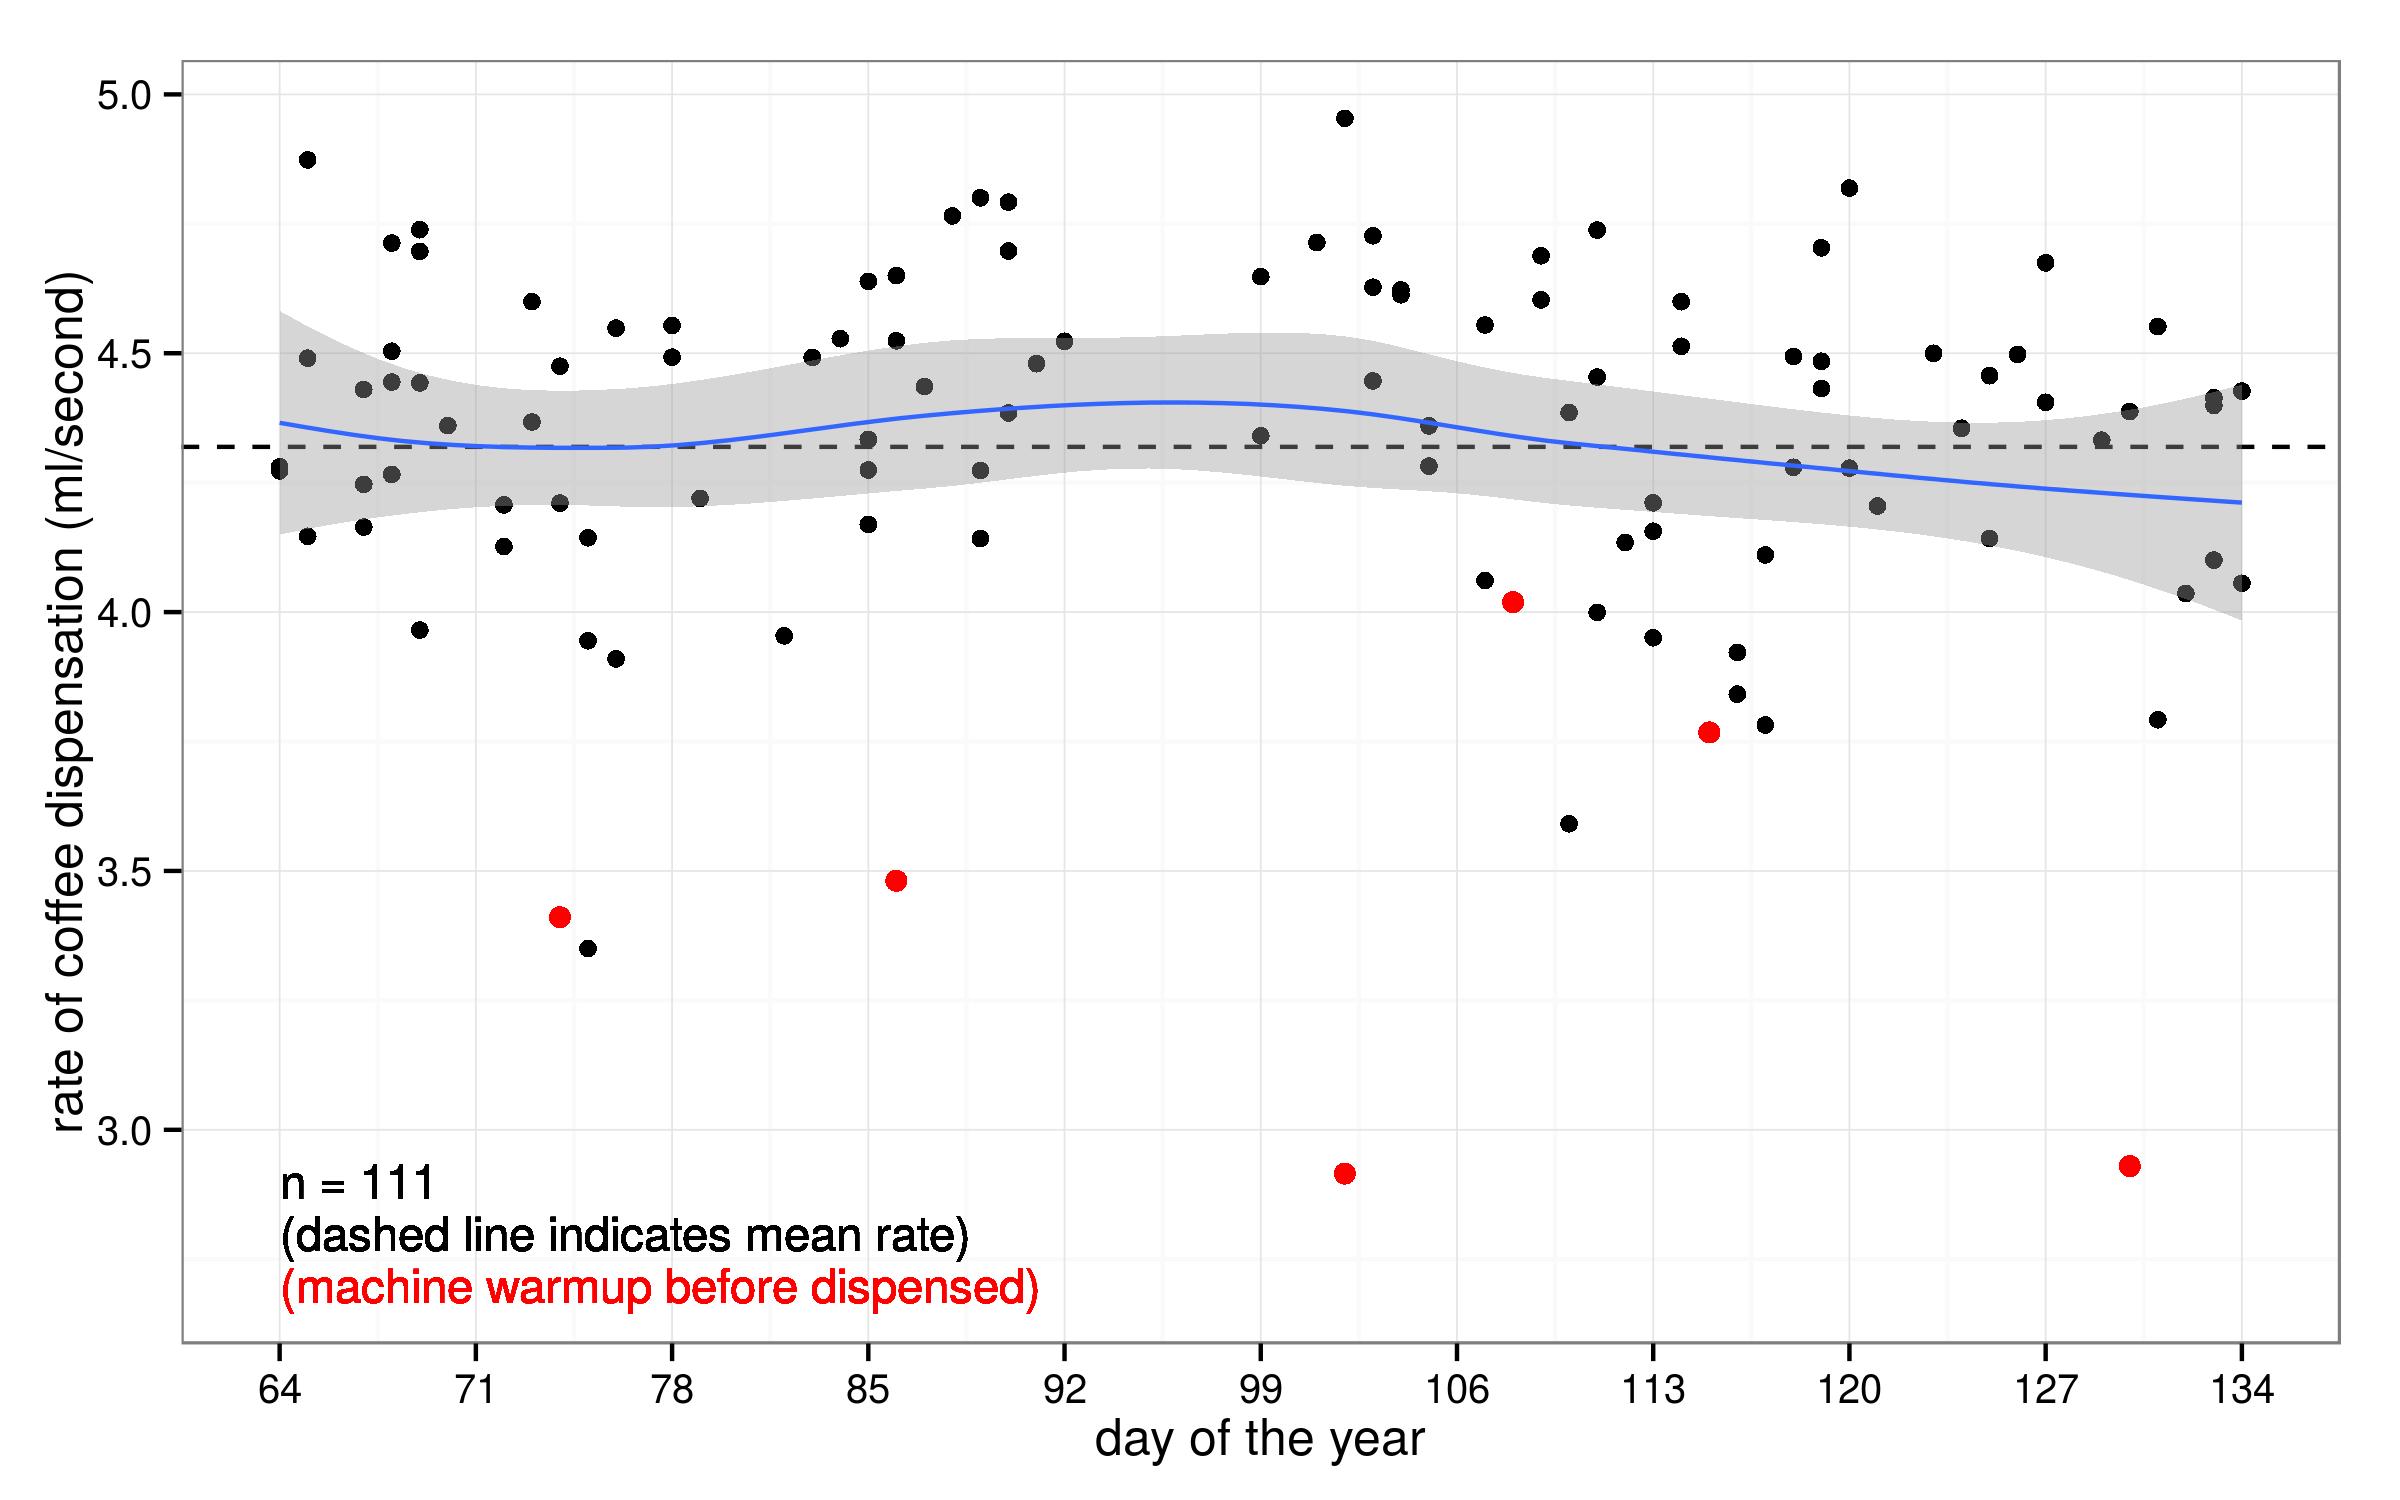 5.0
4.5
4.0
3.5
3.0
rate of coffee dispensation (ml/second)
n = 111
(dashed line indicates mean rate)
(machine warmup before dispensed)
64 71 78 85 92 99 106 113 120 127 134
day of the year